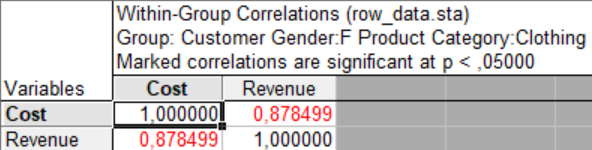 Within-Group Correlations (row_data.sta)
Group: Customer Gender:F Product Category:Clothing
Marked correlations are significant at p < ,05000
Variables Cost Revenue
Cost 1,000000 0,878499
Revenue 0,878499 1,000000